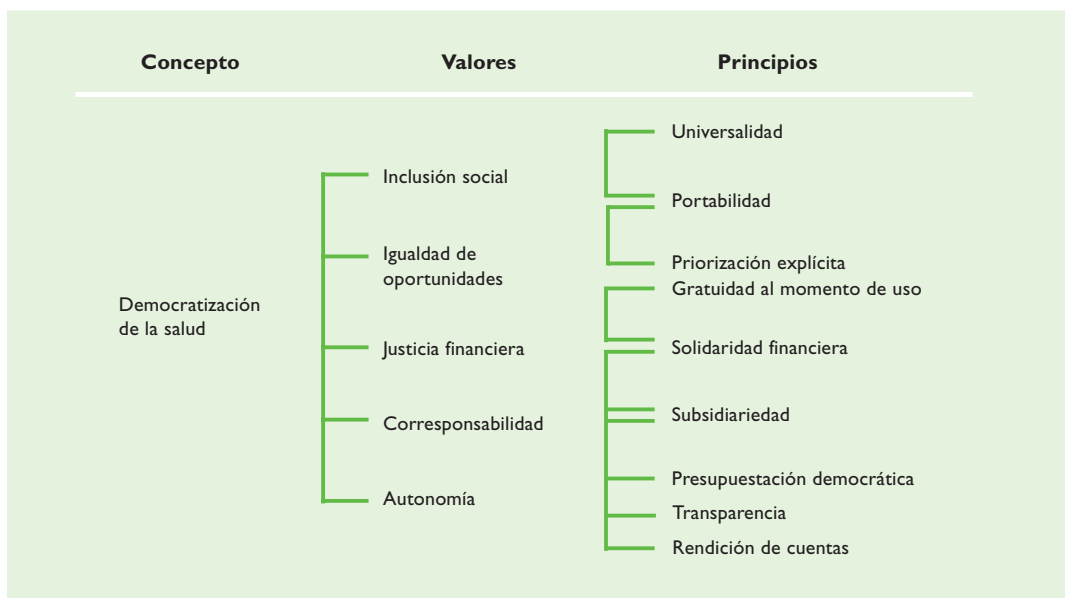 Concepto
Valores
Principios
Democratización
de la salud
Inclusión social
Igualdad de
oportunidades
Justicia financiera
Corresponsabilidad
Autonomía
Universalidad
Portabilidad
Priorización explícita
Gratuidad al momento de uso
Solidaridad financiera
Subsidiariedad
Presupuestación democrática
Transparencia
Rendición de cuentas